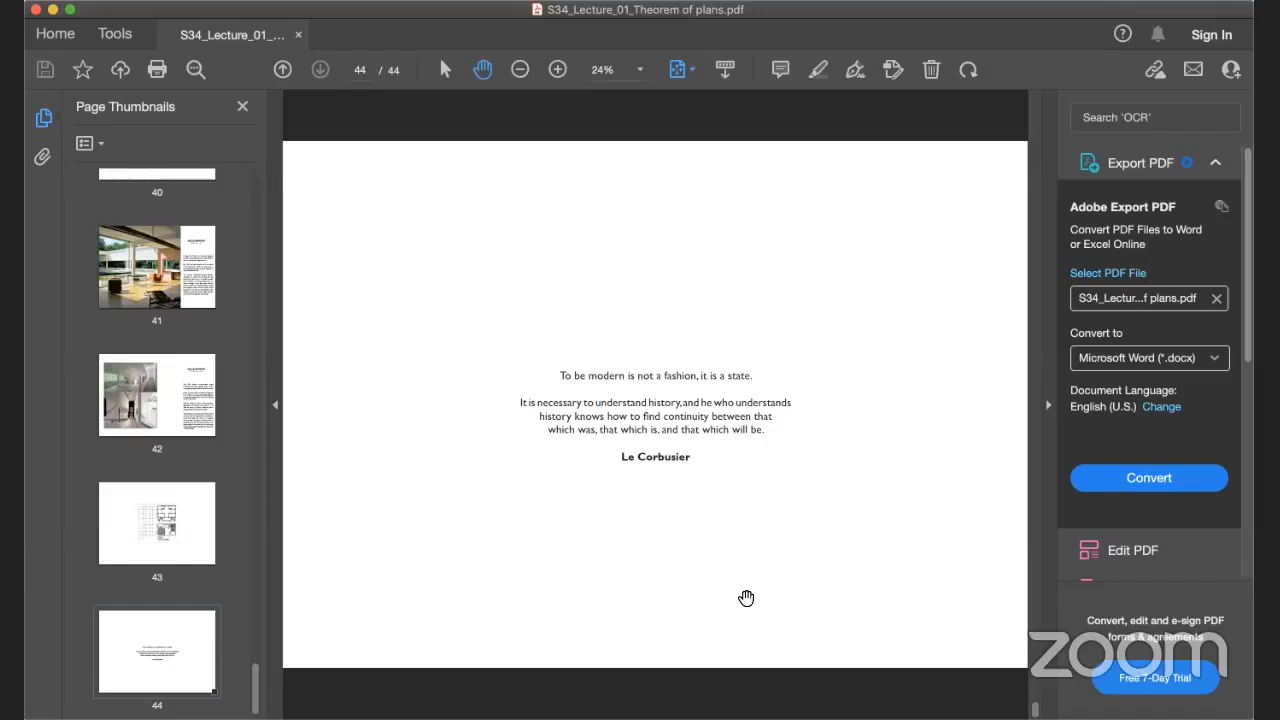 S34_Lecture_01_Theorem of plans.pdf
Home
Tools
S34_Lecture_01_...
Sign In
44 / 44
24%
Page Thumbnails
40
41
42
43
44
To be modern is not a fashion, it is a state.
It is necessary to understand history, and he who understands
history knows how to find continuity between that
which was, that which is, and that which will be.
Le Corbusier
Search 'OCR'
Export PDF
Adobe Export PDF
Convert PDF Files to Word
or Excel Online
Select PDF File
S34_Lectur...f plans.pdf
Convert to
Microsoft Word (*.docx)
Document Language:
English (U.S.) Change
Convert
Edit PDF
Convert, edit and e-sign PDF
forms & agreements
Free 7-Day Trial
zoom